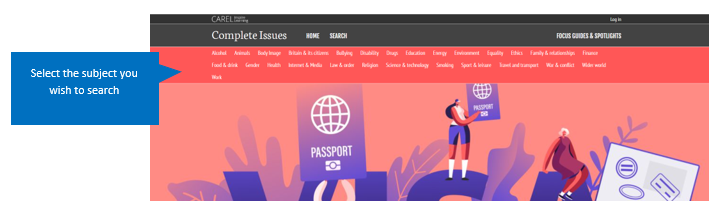 CAREL
Log In
Complete Issues HOME SEARCH FOCUS GUIDES & SPOTLIGHTS
Alcohol Animals Body Image Britain & its citizens Bullying Disability Drugs Education Energy Environment Equality Ethics Family & relationships Finance
Food & drink Gender Health Internet & Media Law & order Religion Science & technology Smoking Sport & leisure Travel and transport War & conflict Wider world
Work
Select the subject you
wish to search
PASSPORT
PASSPORT